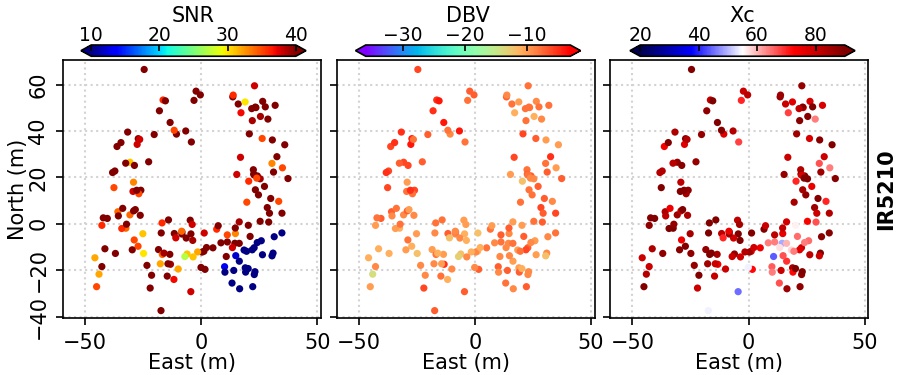 SNR DBV Xc
10 20 30 40 −30 −20 −10 20 40 60 80
60
40
20
0
−20
−40
North (m)
IR5210
−50 0 50 −50 0 50 −50 0 50
East (m) East (m) East (m)